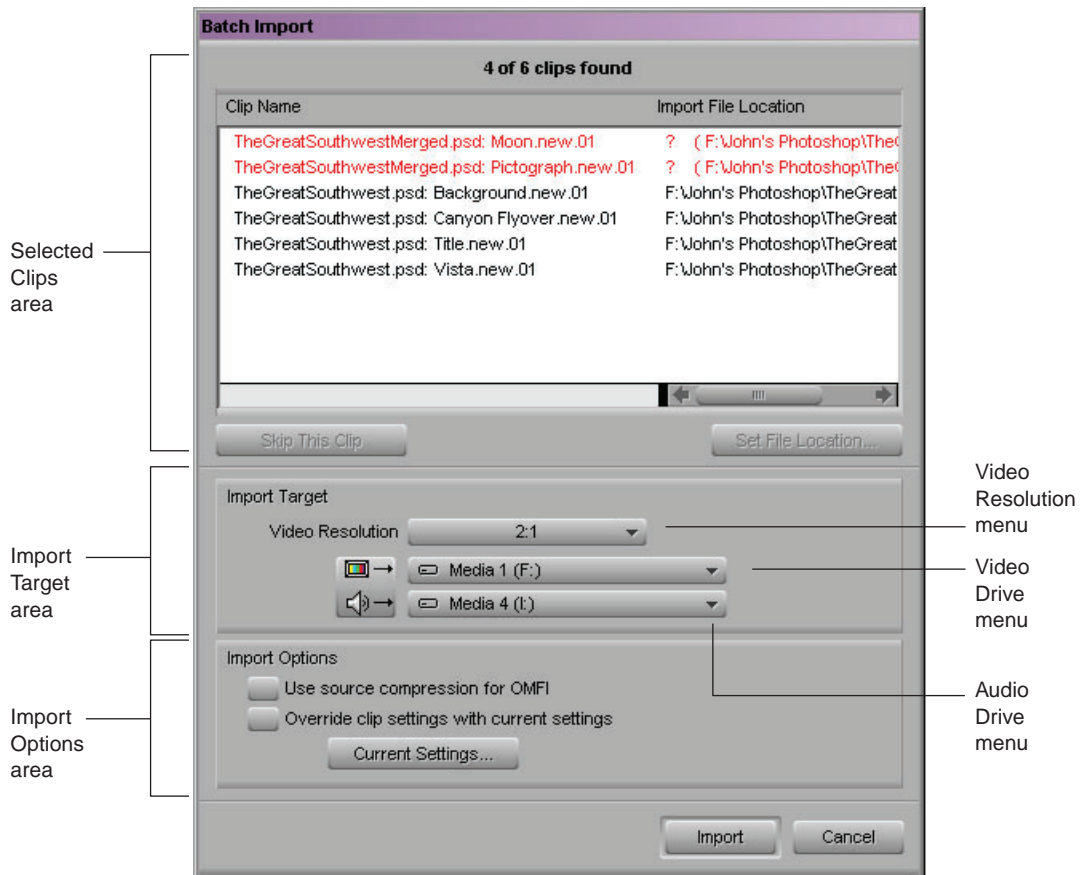 Batch Import
4 of 6 clips found
Clip Name Import File Location
TheGreatSouthwestMerged.psd: Moon.new.01 ? ( F:\John's Photoshop\The
TheGreatSouthwestMerged.psd: Pictograph.new.01 ? ( F:\John's Photoshop\The
TheGreatSouthwest.psd: Background.new.01 F:\John's Photoshop\TheGreat
TheGreatSouthwest.psd: Canyon Flyover.new.01 F:\John's Photoshop\TheGreat
TheGreatSouthwest.psd: Title.new.01 F:\John's Photoshop\TheGreat
TheGreatSouthwest.psd: Vista.new.01 F:\John's Photoshop\TheGreat
Selected
Clips
area
Skip This Clip Set File Location...
Import Target
Video Resolution 2:1
Media 1 (F:)
Media 4 (I:)
Import
Target
area
Video
Resolution
menu
Video
Drive
menu
Import Options
Use source compression for OMFI
Override clip settings with current settings
Current Settings...
Import
Options
area
Audio
Drive
menu
Import Cancel